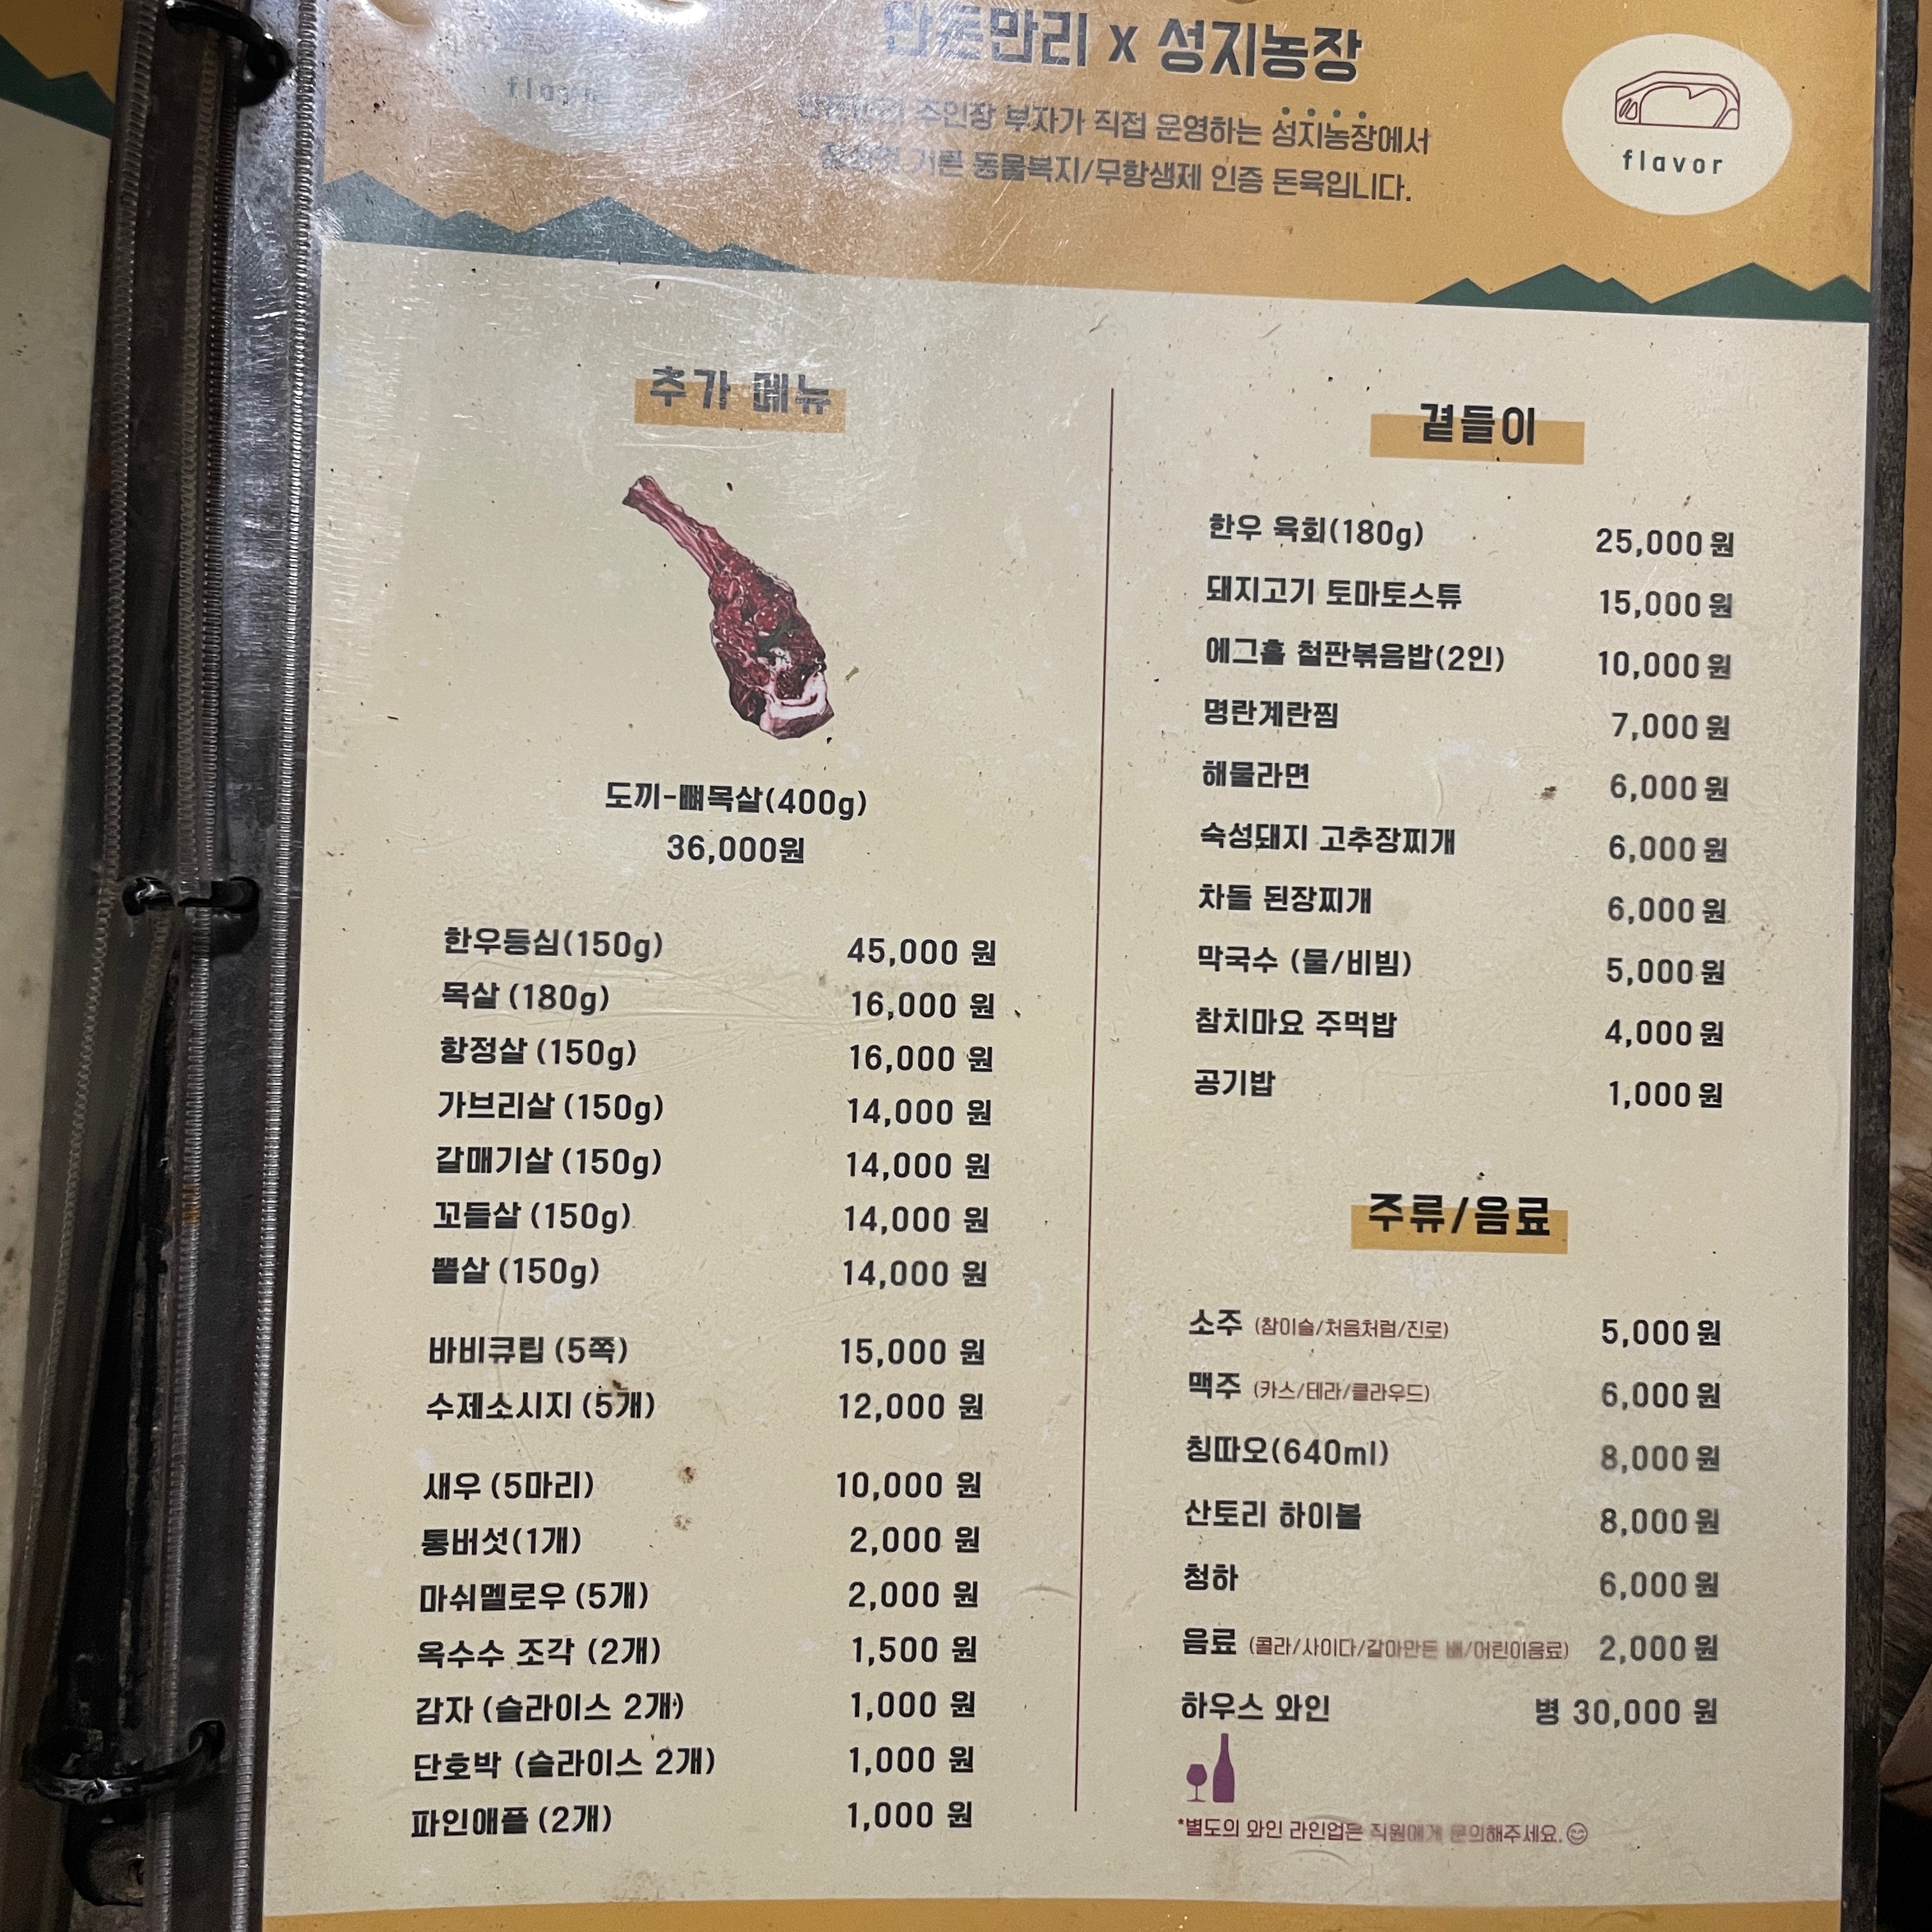 만돈만리 x 성지농장
flavor
만돈만리 주인장 부자가 직접 운영하는 성지농장에서
거른 동물복지/무항생제 인증 돈육입니다.
flavor
추가 메뉴
도끼-뼈목살(400g)
36,000원
한우등심(150g) 45,000 원
목살 (180g) 16,000 원
항정살 (150g) 16,000 원
가브리살 (150g) 14,000 원
갈매기살 (150g) 14,000 원
꼬들살 (150g) 14,000 원
뽈살 (150g) 14,000 원
바비큐립 (5쪽) 15,000 원
수제소시지 (5개) 12,000 원
새우 (5마리) 10,000 원
통버섯(1개) 2,000 원
마쉬멜로우 (5개) 2,000 원
옥수수 조각 (2개) 1,500 원
감자 (슬라이스 2개) 1,000 원
단호박 (슬라이스 2개) 1,000 원
파인애플 (2개) 1,000 원
곁들이
한우 육회(180g) 25,000 원
돼지고기 토마토스튜 15,000 원
에그홀 철판볶음밥(2인) 10,000 원
명란계란찜 7,000 원
해물라면 6,000 원
숙성돼지 고추장찌개 6,000 원
차돌 된장찌개 6,000 원
막국수 (물/비빔) 5,000 원
참치마요 주먹밥 4,000 원
공기밥 1,000 원
주류/음료
소주 (참이슬/처음처럼/진로) 5,000 원
맥주 (카스/테라/클라우드) 6,000 원
칭따오(640ml) 8,000 원
산토리 하이볼 8,000 원
청하 6,000 원
음료 (콜라/사이다/갈아만든 배/어린이음료) 2,000 원
하우스 와인 병 30,000 원
*별도의 와인 라인업은 직원에게 문의해주세요.😊